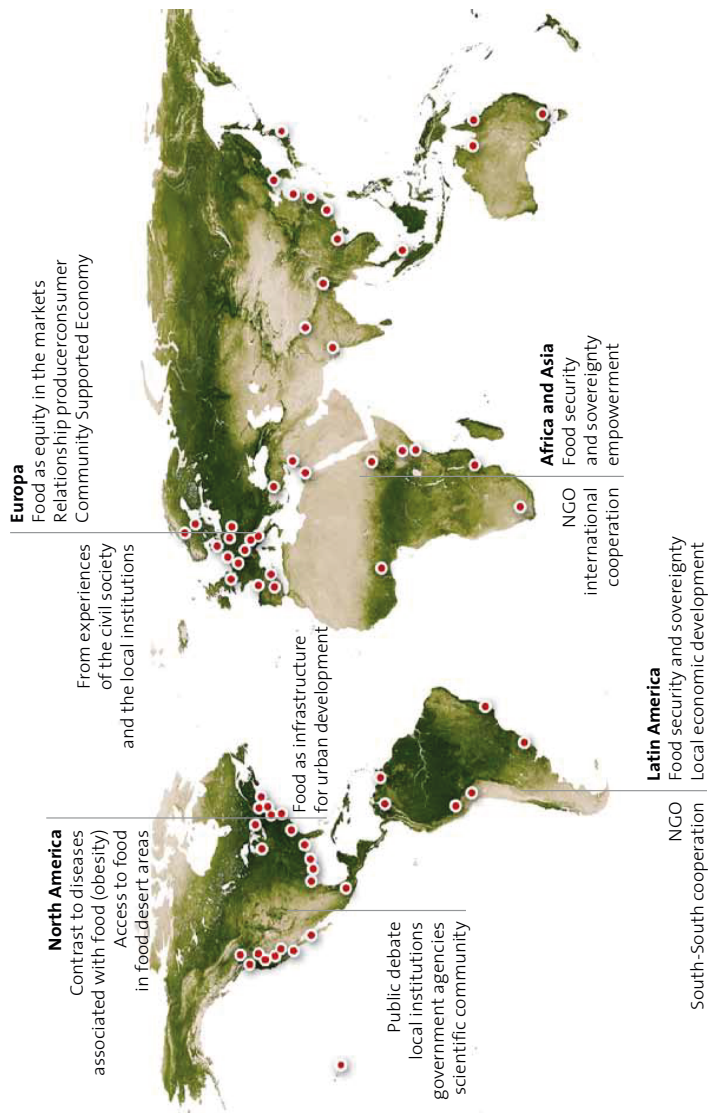 North America
Contrast to diseases
associated with food (obesity)
Access to food
in food desert areas
Food as infrastructure
for urban development
Public debate
local institutions
government agencies
scientific community
Europa
Food as equity in the markets
Relationship producerconsumer
Community Supported Economy
From experiences
of the civil society
and the local institutions
Latin America
Food security and sovereignty
Local economic development
NGO
South-South cooperation
Africa and Asia
Food security
and sovereignty
empowerment
NGO
international
cooperation